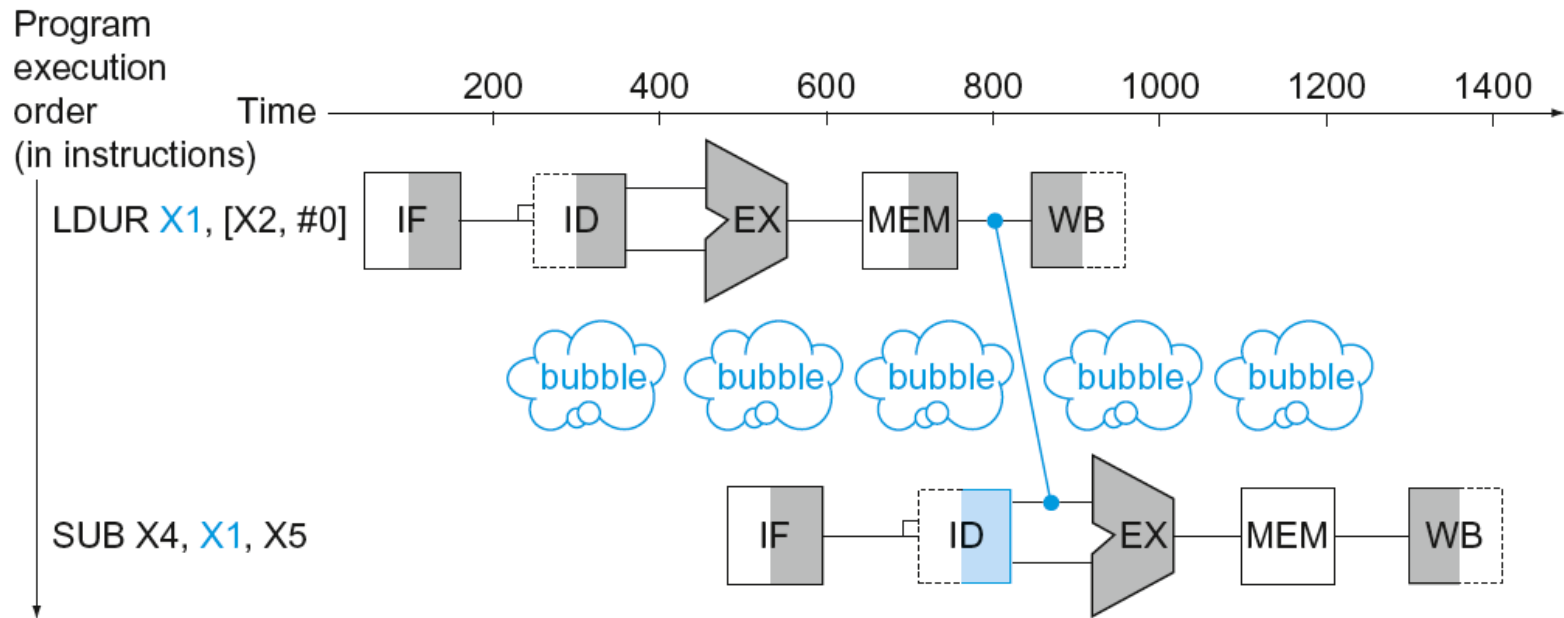 Program
execution
order
(in instructions)
Time
200 400 600 800 1000 1200 1400
LDUR X1, [X2, #0]
IF ID EX MEM WB
bubble bubble bubble bubble bubble
SUB X4, X1, X5
IF ID EX MEM WB